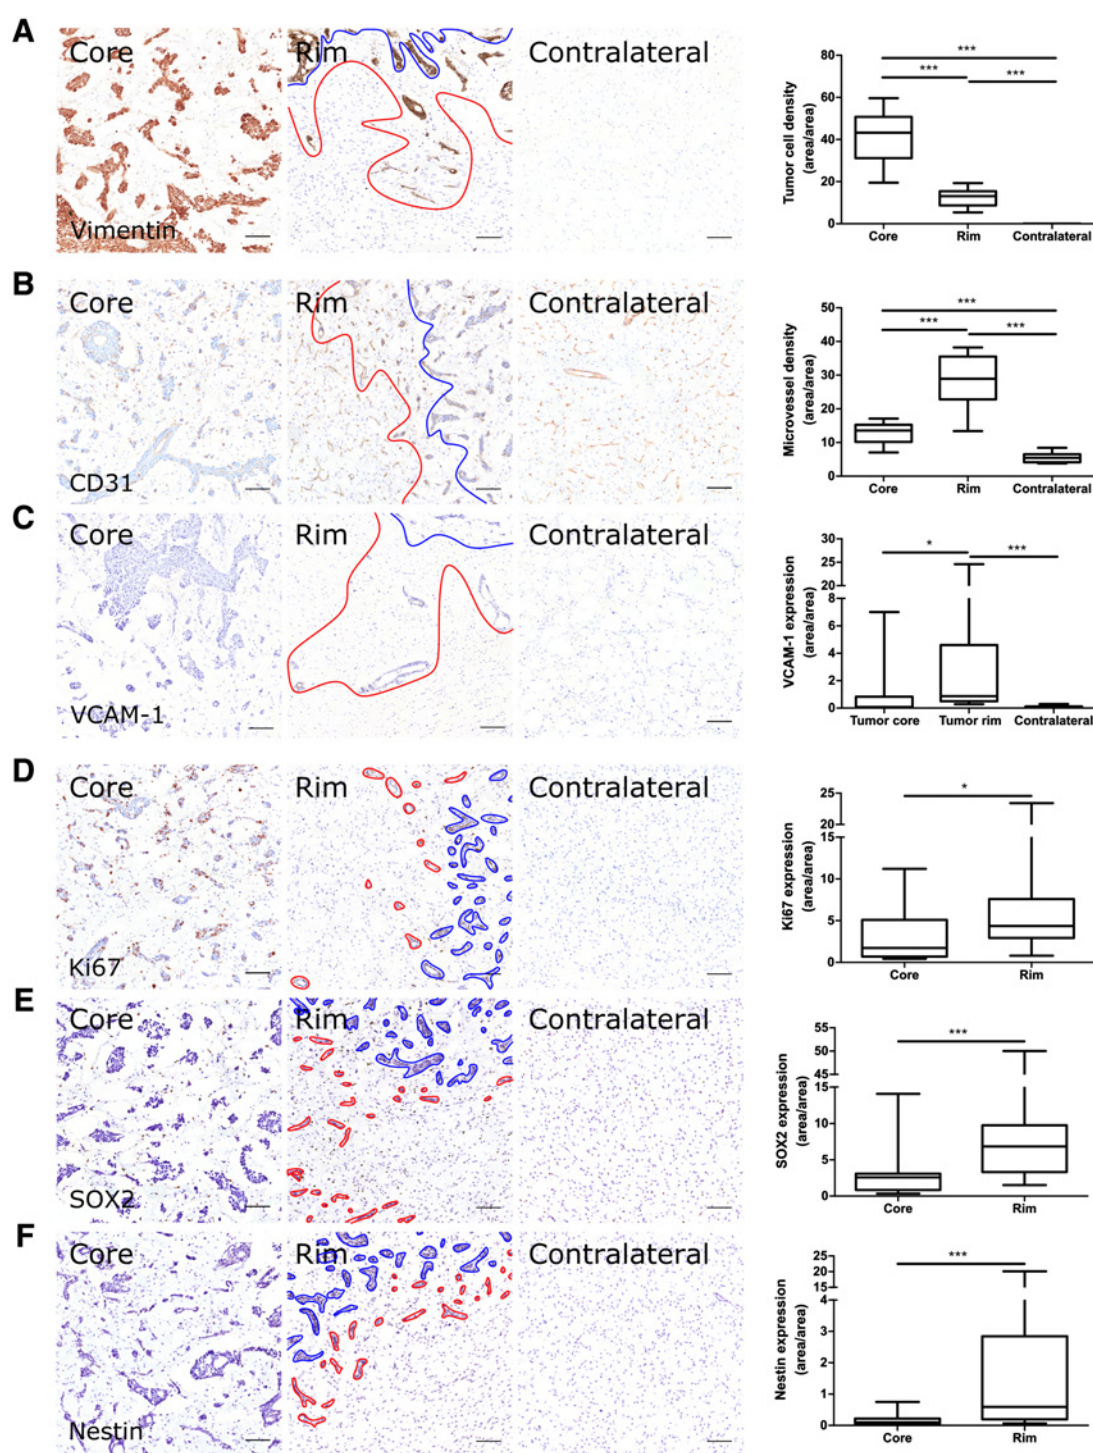 A
Core
Rim
Contralateral
Vimentin
Tumor cell density
(area/area)
80
60
40
20
0
***
***
***
Core
Rim
Contralateral
B
Core
Rim
Contralateral
CD31
Microvessel density
(area/area)
50
40
30
20
10
0
***
***
***
Core
Rim
Contralateral
C
Core
Rim
Contralateral
VCAM-1
VCAM-1 expression
(area/area)
30
25
20
8
6
4
2
0
*
***
Tumor core
Tumor rim
Contralateral
D
Core
Rim
Contralateral
Ki67
Ki67 expression
(area/area)
25
20
15
10
5
0
*
Core
Rim
E
Core
Rim
Contralateral
SOX2
SOX2 expression
(area/area)
55
50
45
15
10
5
0
***
Core
Rim
F
Core
Rim
Contralateral
Nestin
Nestin expression
(area/area)
25
20
15
4
3
2
1
0
***
Core
Rim